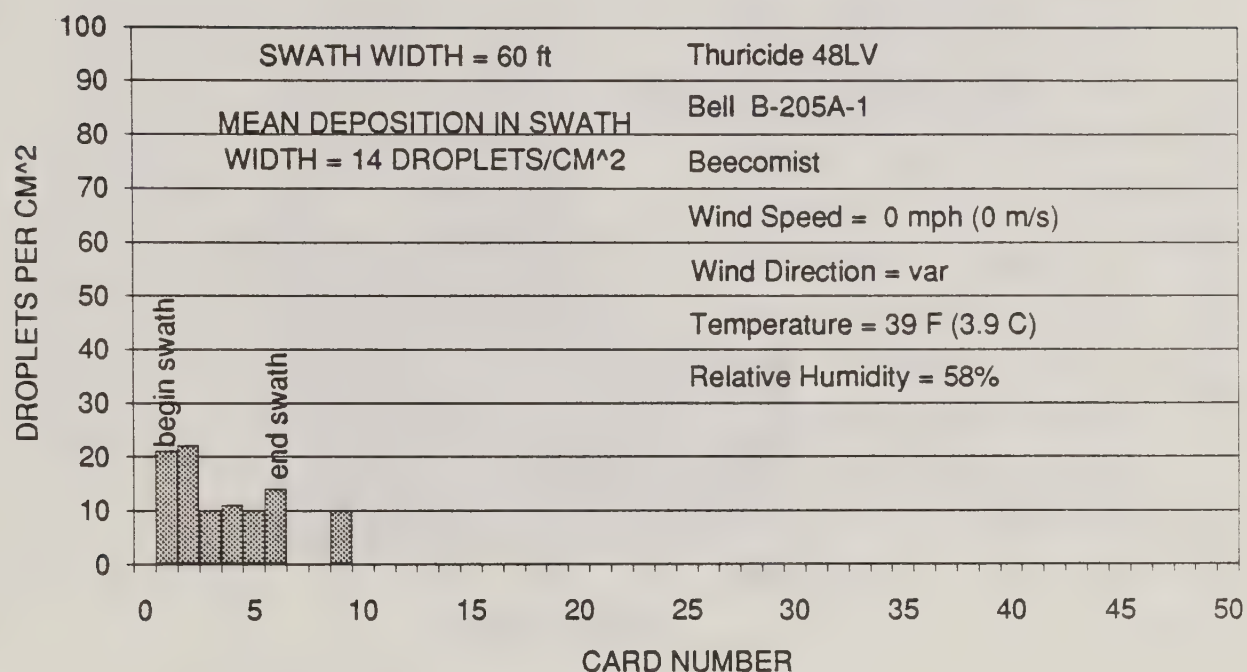 100
90
80
70
60
50
40
30
20
10
0
DROPLETS PER CM^2
SWATH WIDTH = 60 ft
MEAN DEPOSITION IN SWATH
WIDTH = 14 DROPLETS/CM^2
Thuricide 48LV
Bell B-205A-1
Beecomist
Wind Speed = 0 mph (0 m/s)
Wind Direction = var
Temperature = 39 F (3.9 C)
Relative Humidity = 58%
begin swath
end swath
0 5 10 15 20 25 30 35 40 45 50
CARD NUMBER